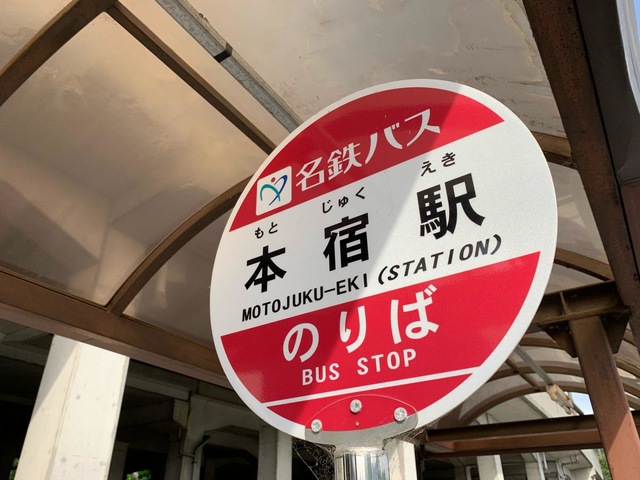 名鉄バス
もと じゅく えき
本宿駅
MOTOJUKU-EKI (STATION)
のりば
BUS STOP